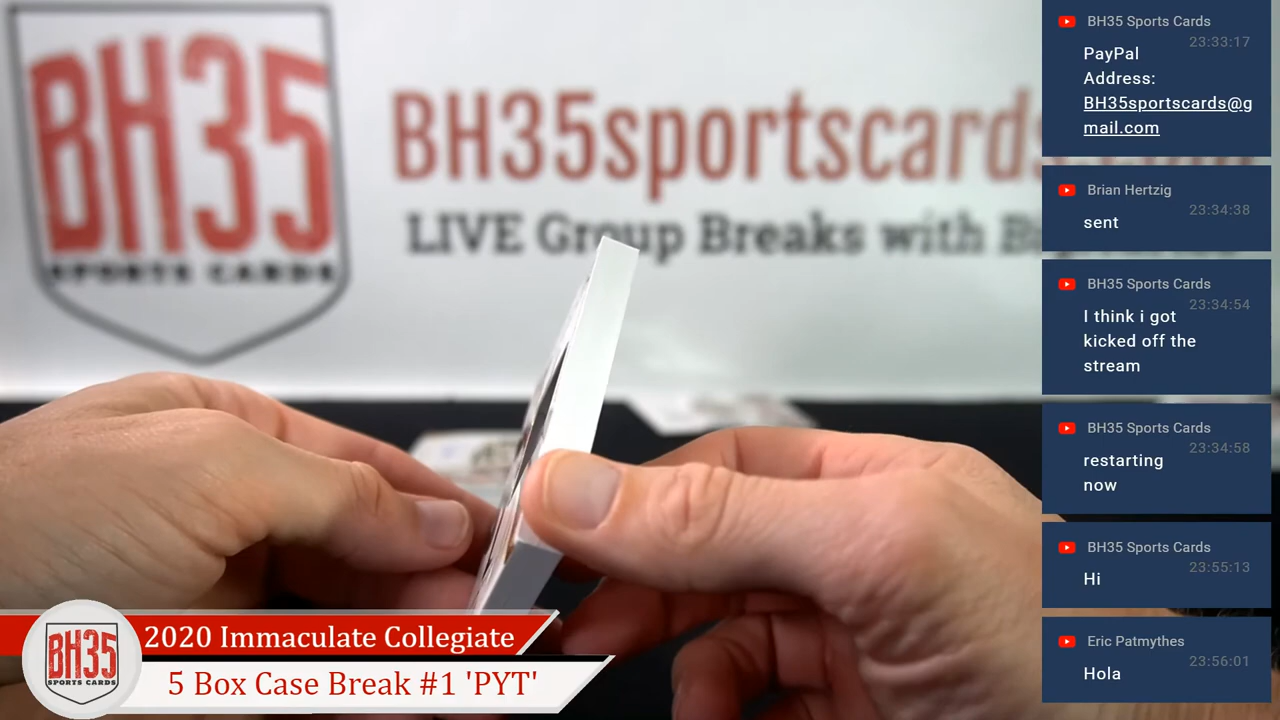 BH35
SPORTS CARDS
BH35sportscards
LIVE Group Breaks with
BH35 Sports Cards
23:33:17
PayPal
Address:
BH35sportscards@g
mail.com
Brian Hertzig
23:34:38
sent
BH35 Sports Cards
23:34:54
I think i got
kicked off the
stream
BH35 Sports Cards
23:34:58
restarting
now
BH35 Sports Cards
23:55:13
Hi
Eric Patmythes
23:56:01
Hola
BH35
SPORTS CARDS
2020 Immaculate Collegiate
5 Box Case Break #1 'PYT'